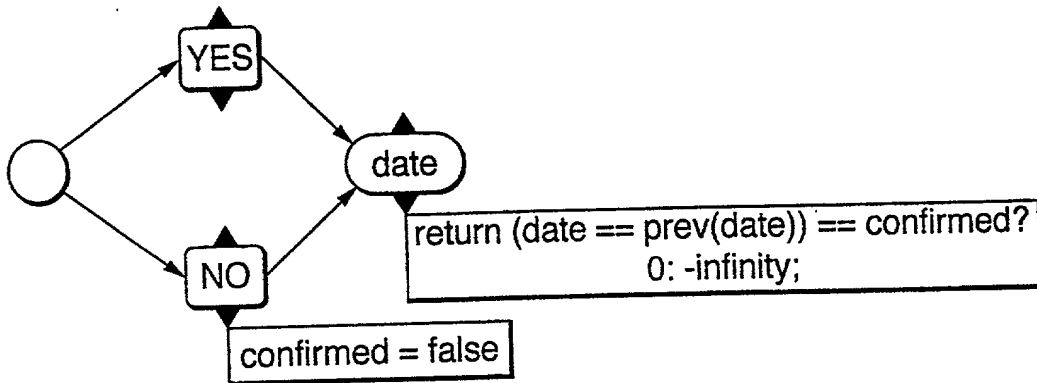 YES
date
return (date == prev(date)) == confirmed?
0: -infinity;
NO
confirmed = false